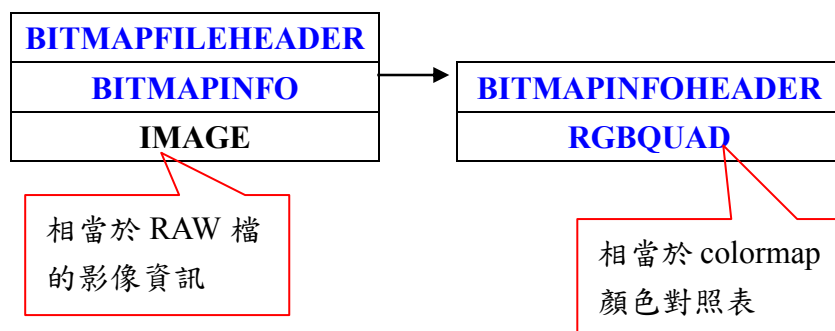 BITMAPFILEHEADER
BITMAPINFO
IMAGE
BITMAPINFOHEADER
RGBQUAD
相當於 RAW 檔
的影像資訊
相當於 colormap
顏色對照表